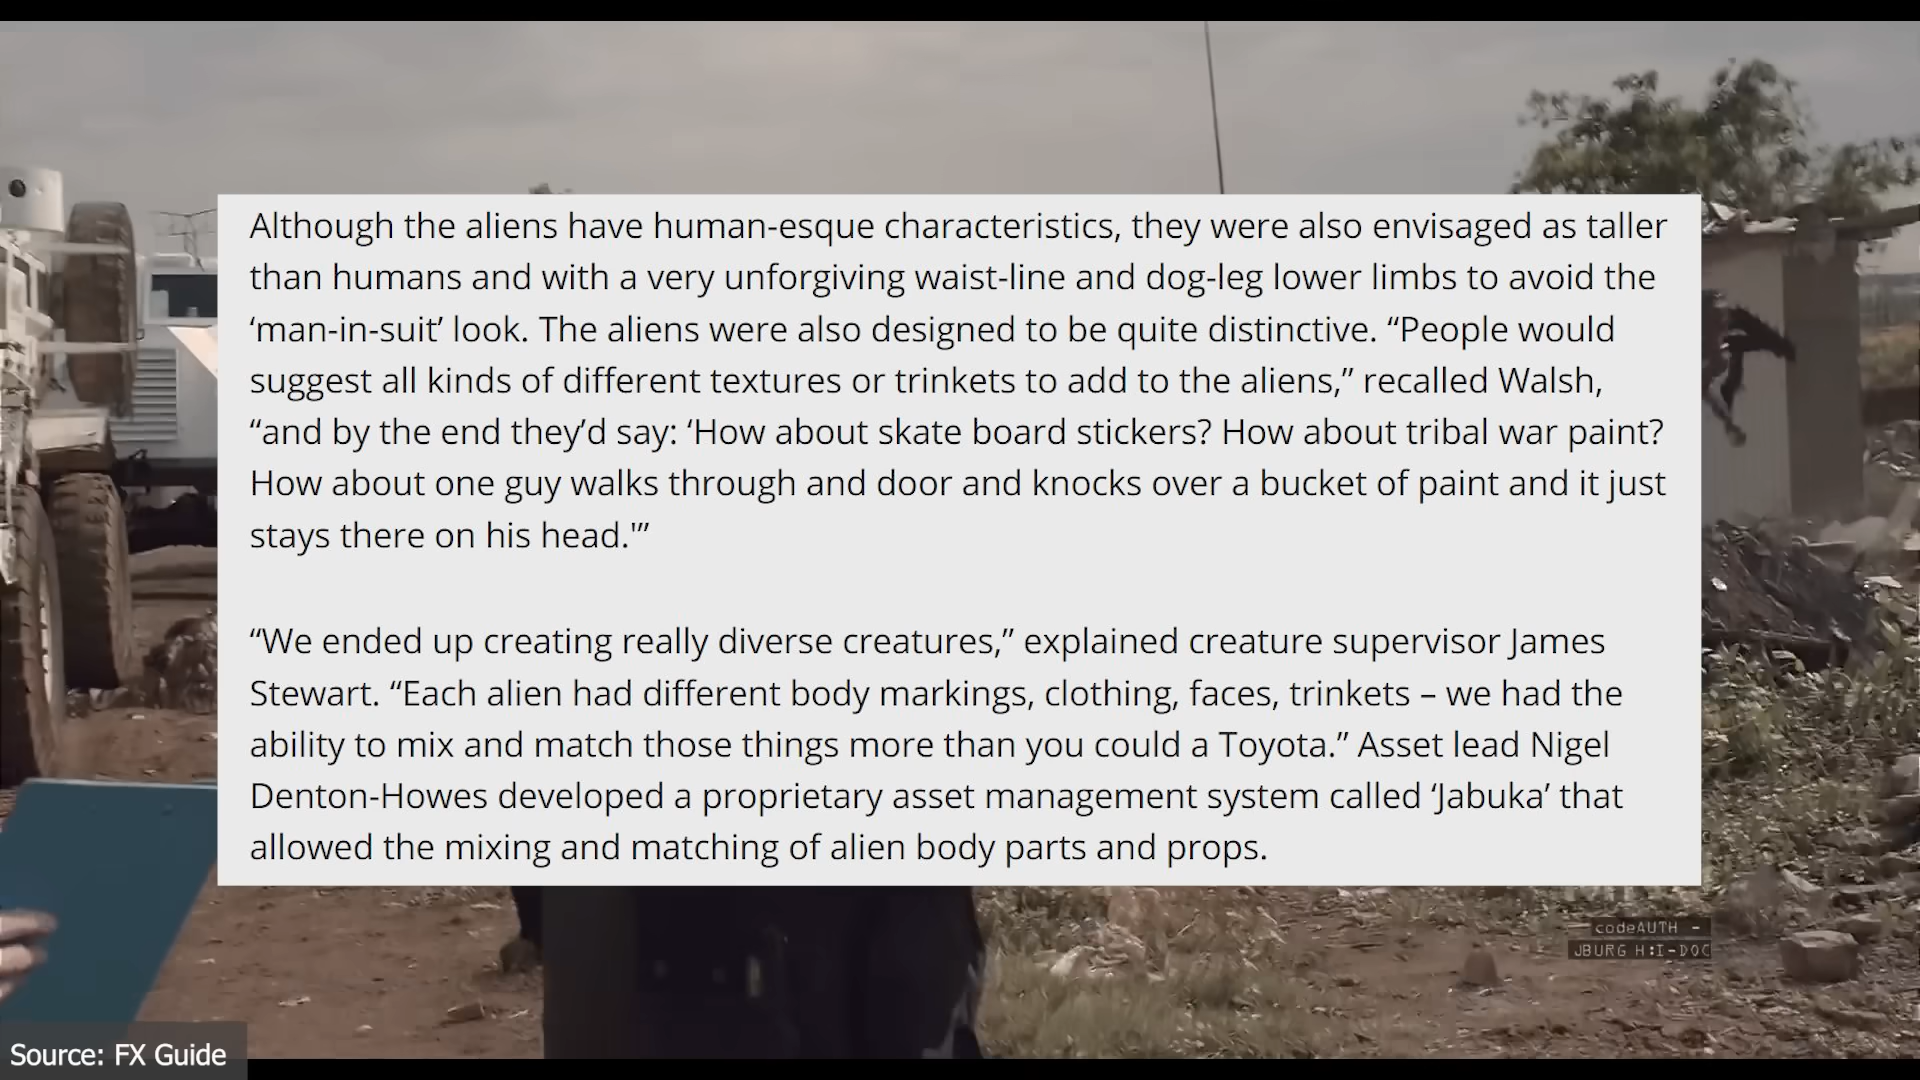 Although the aliens have human-esque characteristics, they were also envisaged as taller
than humans and with a very unforgiving waist-line and dog-leg lower limbs to avoid the
‘man-in-suit’ look. The aliens were also designed to be quite distinctive. “People would
suggest all kinds of different textures or trinkets to add to the aliens,” recalled Walsh,
“and by the end they’d say: ‘How about skate board stickers? How about tribal war paint?
How about one guy walks through and door and knocks over a bucket of paint and it just
stays there on his head.'”
“We ended up creating really diverse creatures,” explained creature supervisor James
Stewart. “Each alien had different body markings, clothing, faces, trinkets – we had the
ability to mix and match those things more than you could a Toyota.” Asset lead Nigel
Denton-Howes developed a proprietary asset management system called ‘Jabuka’ that
allowed the mixing and matching of alien body parts and props.
codeAUTH -
JBURG H:I-DOC
Source: FX Guide